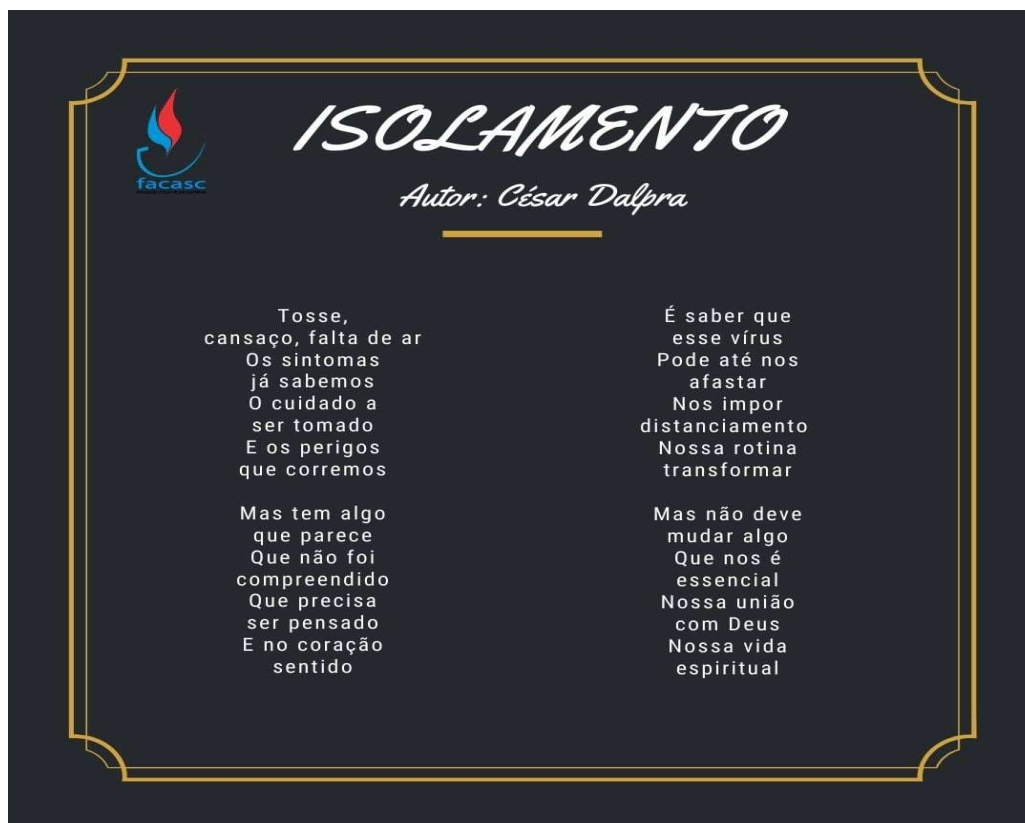 facasc
ISOLAMENTO
Autor: César Dalpra
Tosse,
cansaço, falta de ar
Os sintomas
já sabemos
O cuidado a
ser tomado
E os perigos
que corremos
Mas tem algo
que parece
Que não foi
compreendido
Que precisa
ser pensado
E no coração
sentido
É saber que
esse vírus
Pode até nos
afastar
Nos impor
distanciamento
Nossa rotina
transformar
Mas não deve
mudar algo
Que nos é
essencial
Nossa união
com Deus
Nossa vida
espiritual